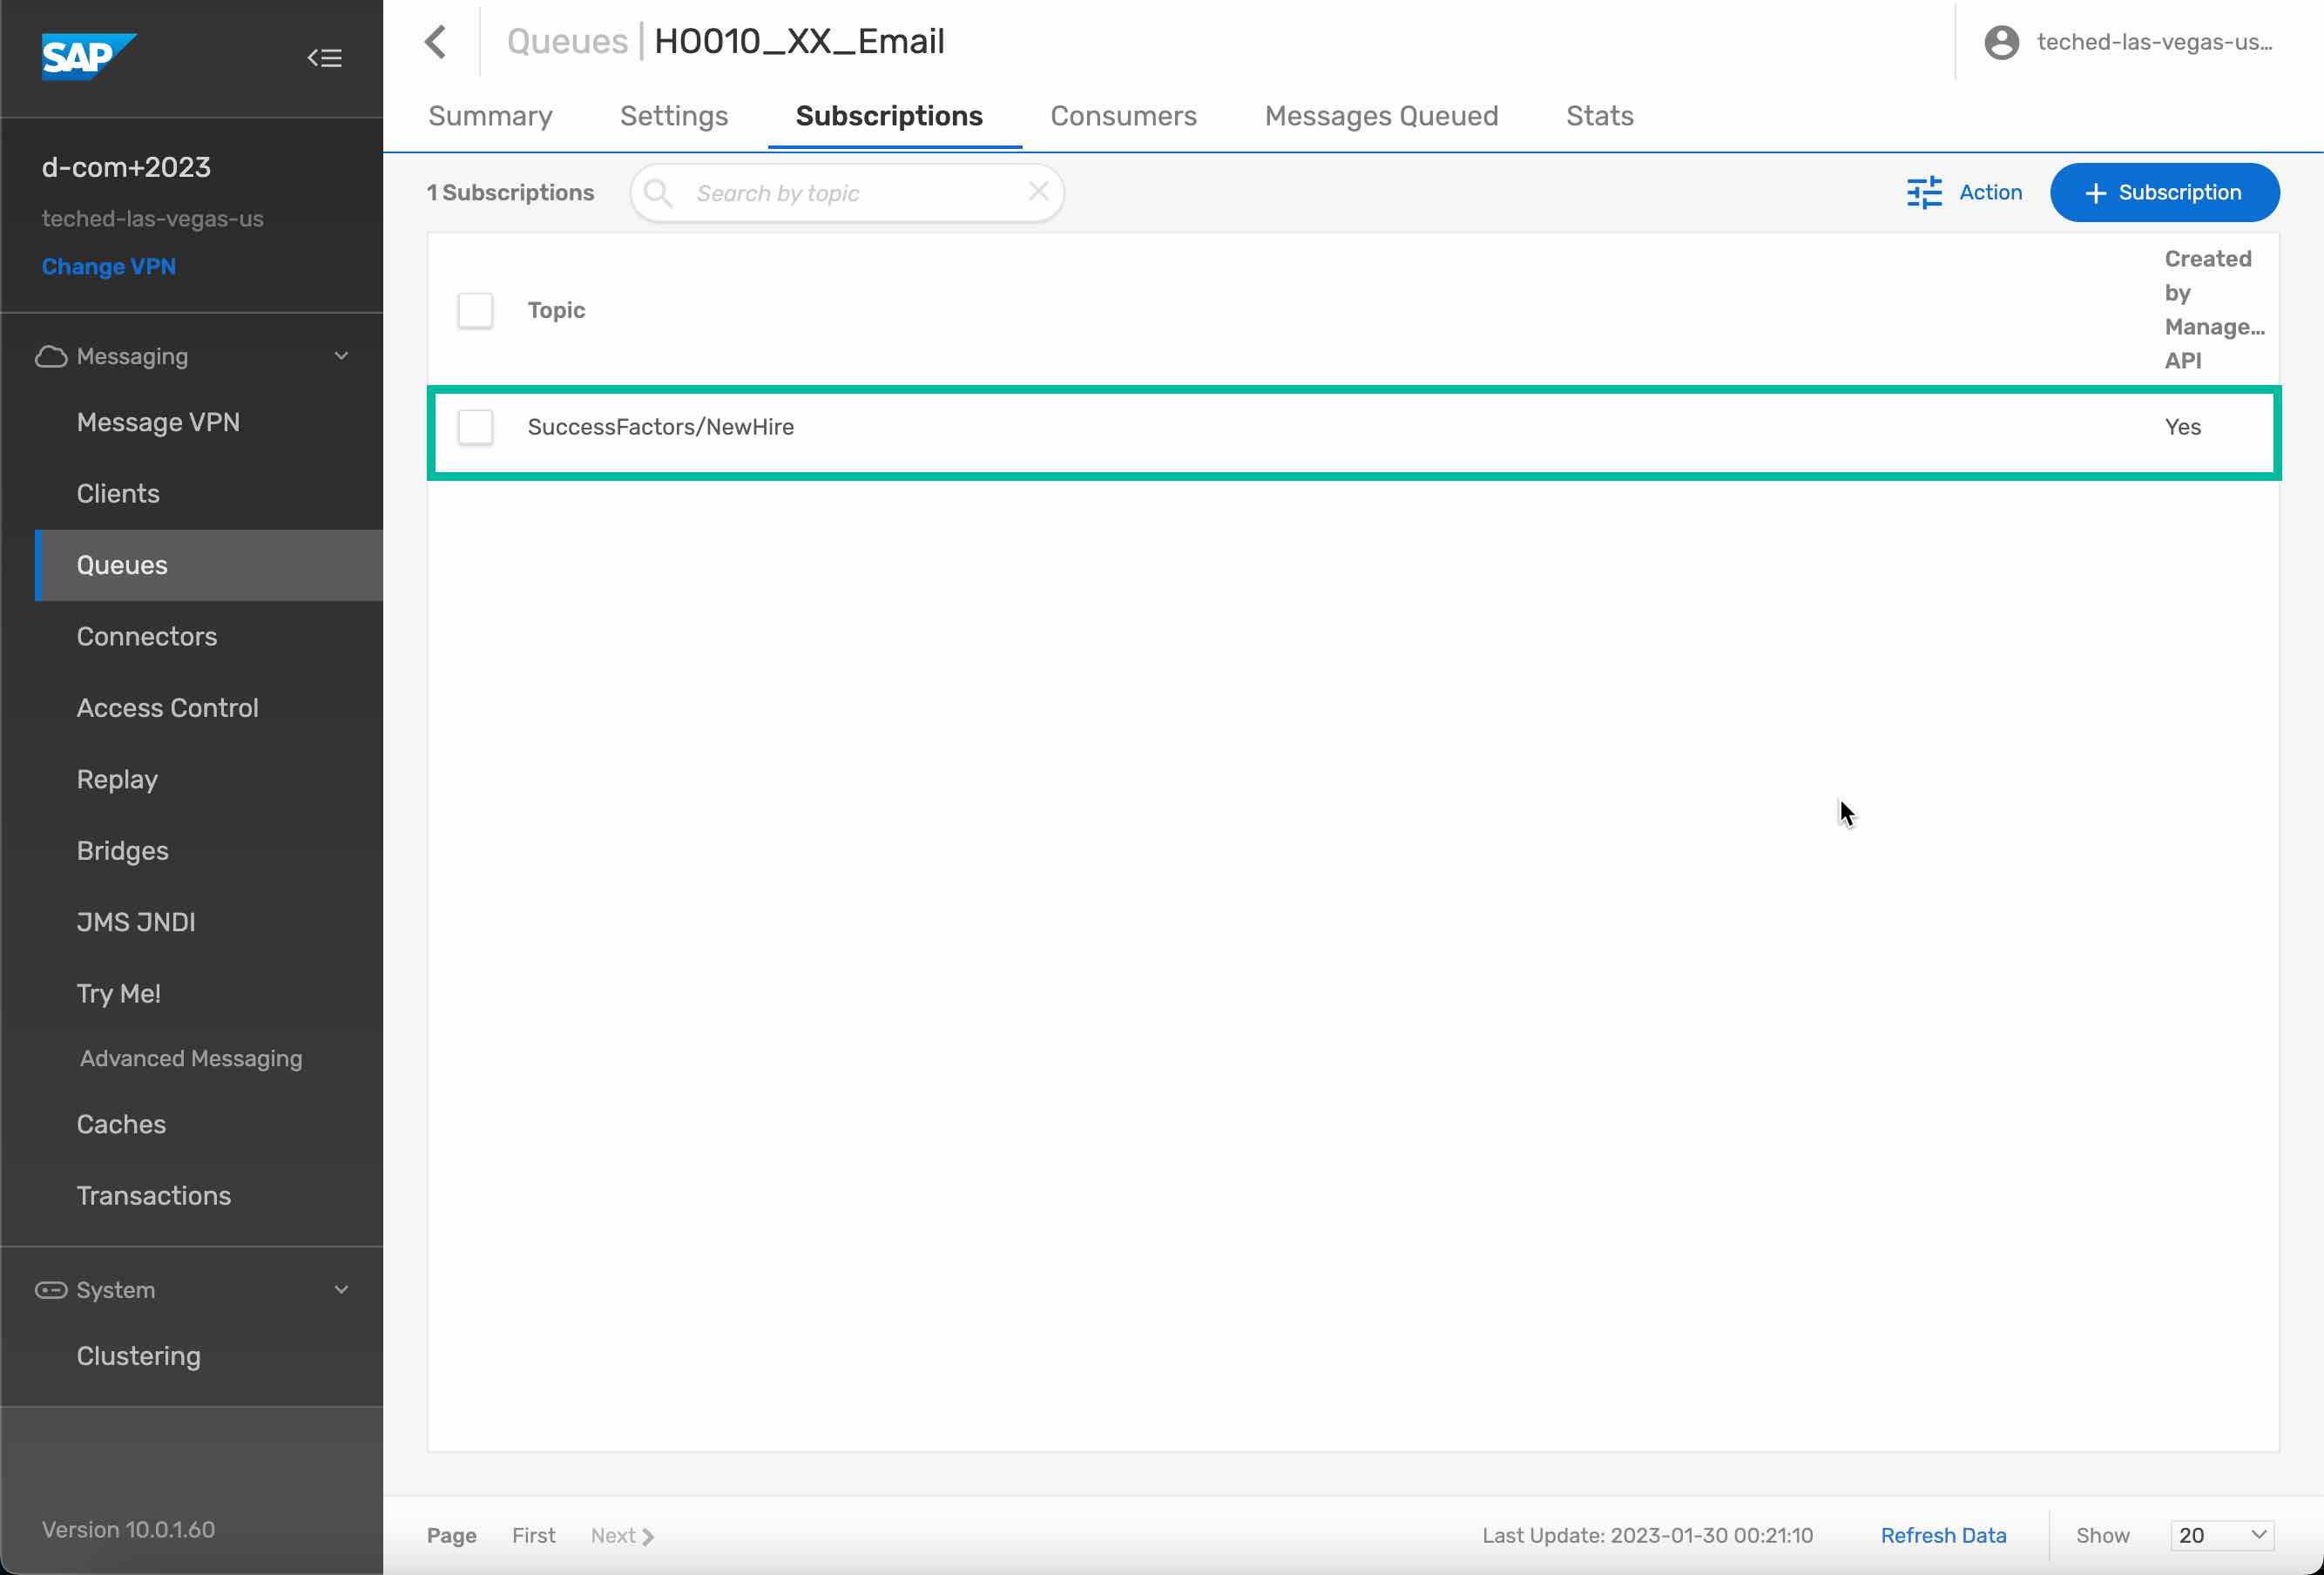 SAP
d-com+2023
teched-las-vegas-us
Change VPN
Messaging
Message VPN
Clients
Queues
Connectors
Access Control
Replay
Bridges
JMS JNDI
Try Me!
Advanced Messaging
Caches
Transactions
System
Clustering
Version 10.0.1.60
Queues | HO010_XX_Email
teched-las-vegas-us...
Summary Settings Subscriptions Consumers Messages Queued Stats
1 Subscriptions Search by topic Action + Subscription
Topic
Created
by
Manage...
API
SuccessFactors/NewHire Yes
Page First Next Last Update: 2023-01-30 00:21:10 Refresh Data Show 20